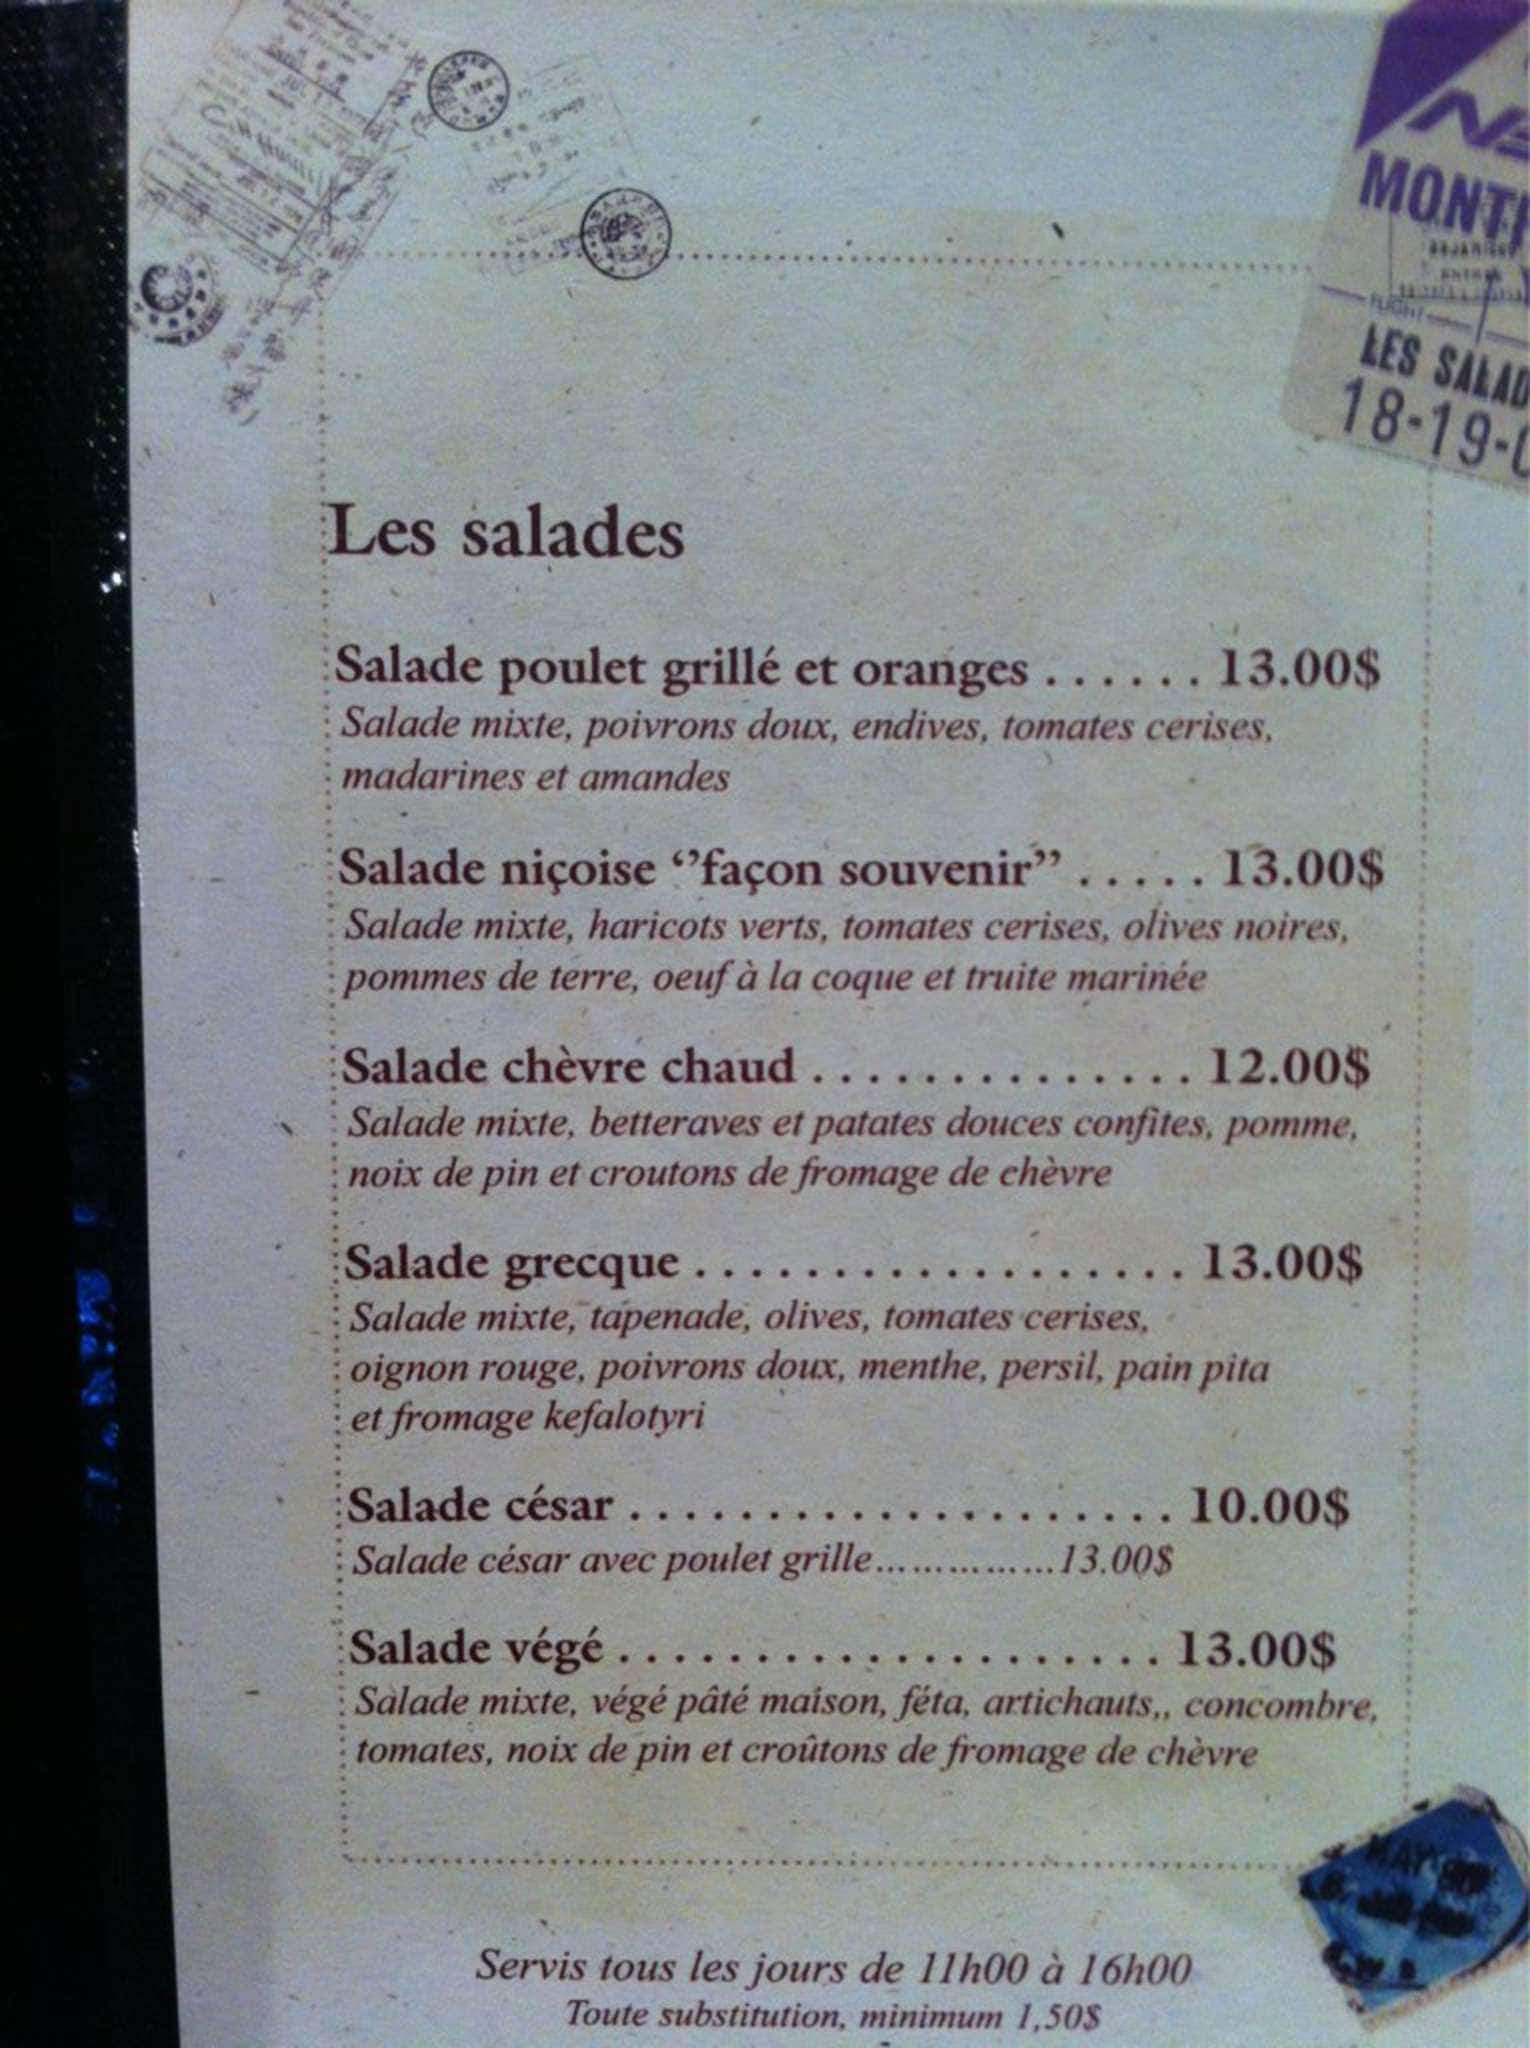 MONT
FLIGHT
LES SALAD
18-19-0
Les salades
Salade poulet grillé et oranges ...... 13.00$
Salade mixte, poivrons doux, endives, tomates cerises,
madarines et amandes
Salade niçoise ‘’façon souvenir’’ ..... 13.00$
Salade mixte, haricots verts, tomates cerises, olives noires,
pommes de terre, oeuf à la coque et truite marinée
Salade chèvre chaud .............. 12.00$
Salade mixte, betteraves et patates douces confites, pomme,
noix de pin et croutons de fromage de chèvre
Salade grecque .................. 13.00$
Salade mixte, tapenade, olives, tomates cerises,
oignon rouge, poivrons doux, menthe, persil, pain pita
et fromage kefalotyri
Salade césar .................... 10.00$
Salade césar avec poulet grille...............13.00$
Salade végé .................... 13.00$
Salade mixte, végé pâté maison, féta, artichauts,, concombre,
tomates, noix de pin et croûtons de fromage de chèvre
MAY
Servis tous les jours de 11h00 à 16h00
Toute substitution, minimum 1,50$